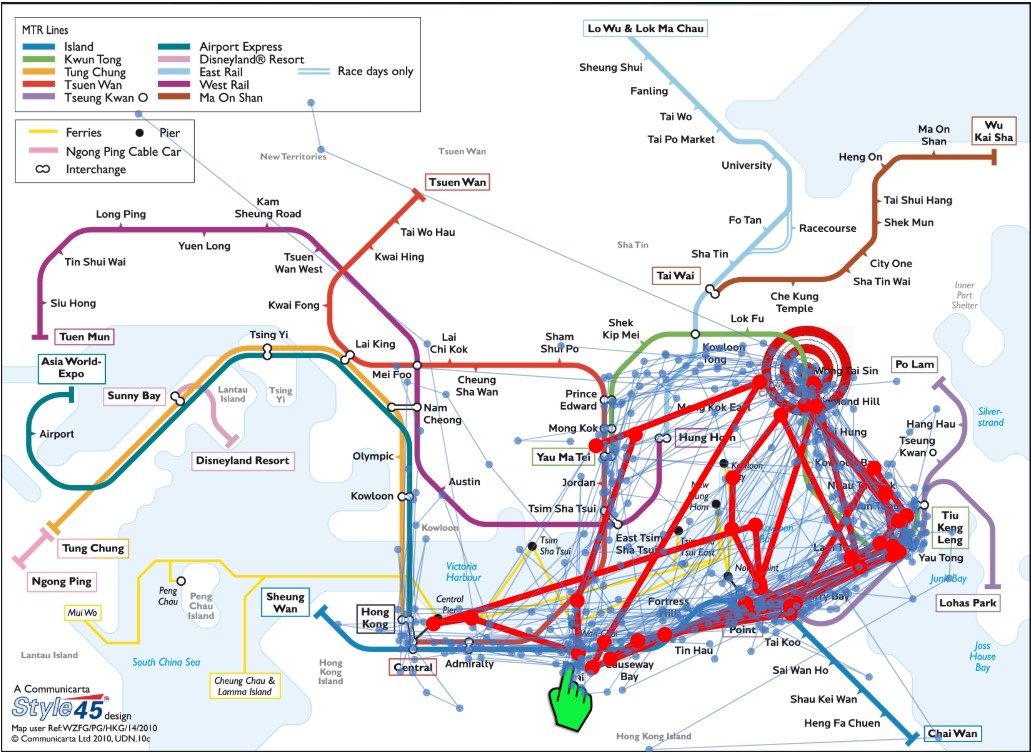 MTR Lines
Island
Kwun Tong
Tung Chung
Tsuen Wan
Tseung Kwan O
Airport Express
Disneyland® Resort
East Rail
West Rail
Ma On Shan
Race days only
Ferries
Pier
Ngong Ping Cable Car
Interchange
Lo Wu & Lok Ma Chau
Sheung Shui
Fanling
Tai Wo
Tai Po Market
University
Fo Tan
Racecourse
Sha Tin
Sha Tin
Tai Wai
Wu
Kai Sha
Ma On
Shan
Heng On
Tai Shui Hang
Shek Mun
City One
Sha Tin Wai
Che Kung
Temple
New Territories
Tsuen Wan
Tsuen Wan
Tai Wo Hau
Kwai Hing
Kwai Fong
Lai King
Kam
Sheung Road
Long Ping
Yuen Long
Tsuen
Wan West
Tin Shui Wai
Siu Hong
Tuen Mun
Asia World-
Expo
Airport
Sunny Bay
Tsing Yi
Lantau
Island
Tsing
Yi
Disneyland Resort
Tung Chung
Ngong Ping
Mei Foo
Lai
Chi Kok
Cheung
Sha Wan
Sham
Shui Po
Shek
Kip Mei
Lok Fu
Kowloon
Tong
Wong Tai Sin
Prince
Edward
Mong Kok East
Mong Kok
Yau Ma Tei
Hung Hom
Nam
Cheong
Olympic
Kowloon
Austin
Kowloon
Jordan
Tsim Sha Tsui
East Tsim
Sha Tsui
Tsim
Sha Tsui
Inner
Port
Shelter
Po Lam
Hang Hau
Tseung
Kwan O
Silver-
strand
Tiu
Keng
Leng
Yau Tong
Junk Bay
Lohas Park
Joss
House
Bay
Victoria
Harbour
Central
Pier
Hong
Kong
Central
Admiralty
Sheung
Wan
Causeway
Bay
Tin Hau
Fortress
Point
Tai Koo
Sai Wan Ho
Shau Kei Wan
Heng Fa Chuen
Chai Wan
Peng
Chau
Peng
Chau
Island
Mui Wo
Lantau Island
South China Sea
Cheung Chau &
Lamma Island
Hong
Kong
Island
Hong Kong Island
A Communicarta
Style45 design
Map user Ref:WZFG/PG/HKG/14/2010
© Communicarta Ltd 2010, UDN.10c